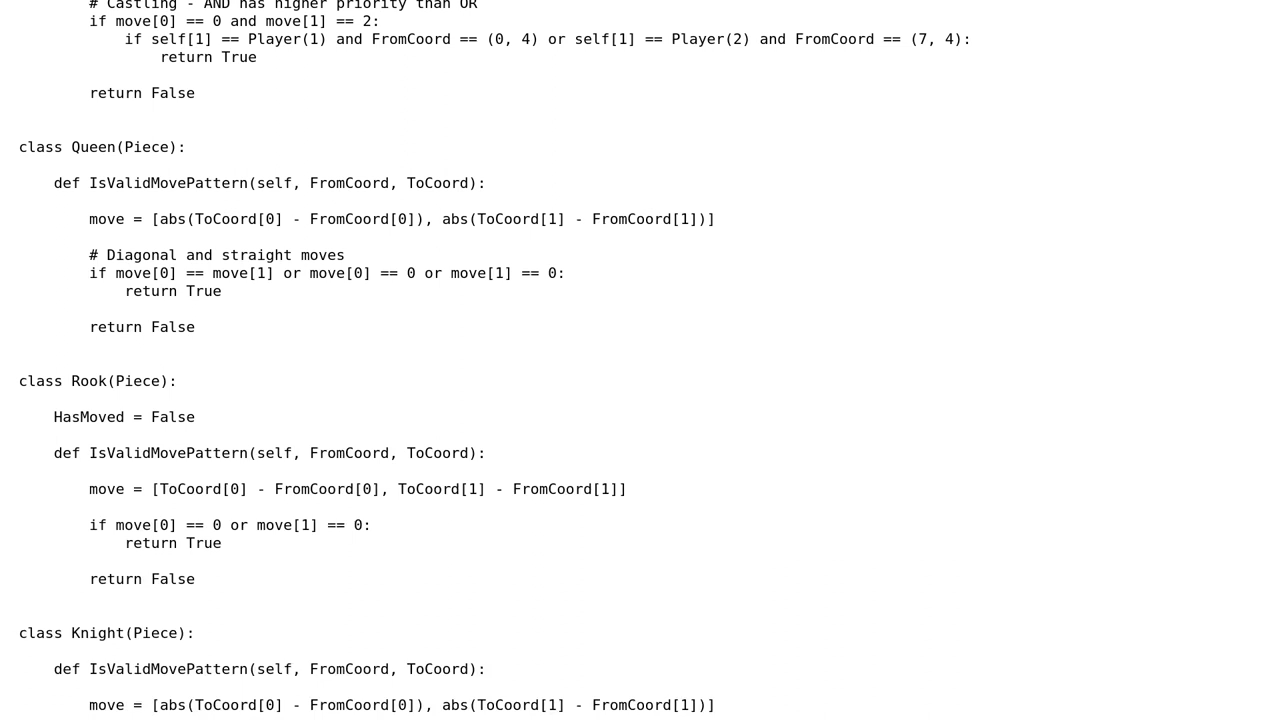 # Castling - AND has higher priority than OR
if move[0] == 0 and move[1] == 2:
if self[1] == Player(1) and FromCoord == (0, 4) or self[1] == Player(2) and FromCoord == (7, 4):
return True
return False
class Queen(Piece):
def IsValidMovePattern(self, FromCoord, ToCoord):
move = [abs(ToCoord[0] - FromCoord[0]), abs(ToCoord[1] - FromCoord[1])]
# Diagonal and straight moves
if move[0] == move[1] or move[0] == 0 or move[1] == 0:
return True
return False
class Rook(Piece):
HasMoved = False
def IsValidMovePattern(self, FromCoord, ToCoord):
move = [ToCoord[0] - FromCoord[0], ToCoord[1] - FromCoord[1]]
if move[0] == 0 or move[1] == 0:
return True
return False
class Knight(Piece):
def IsValidMovePattern(self, FromCoord, ToCoord):
move = [abs(ToCoord[0] - FromCoord[0]), abs(ToCoord[1] - FromCoord[1])]